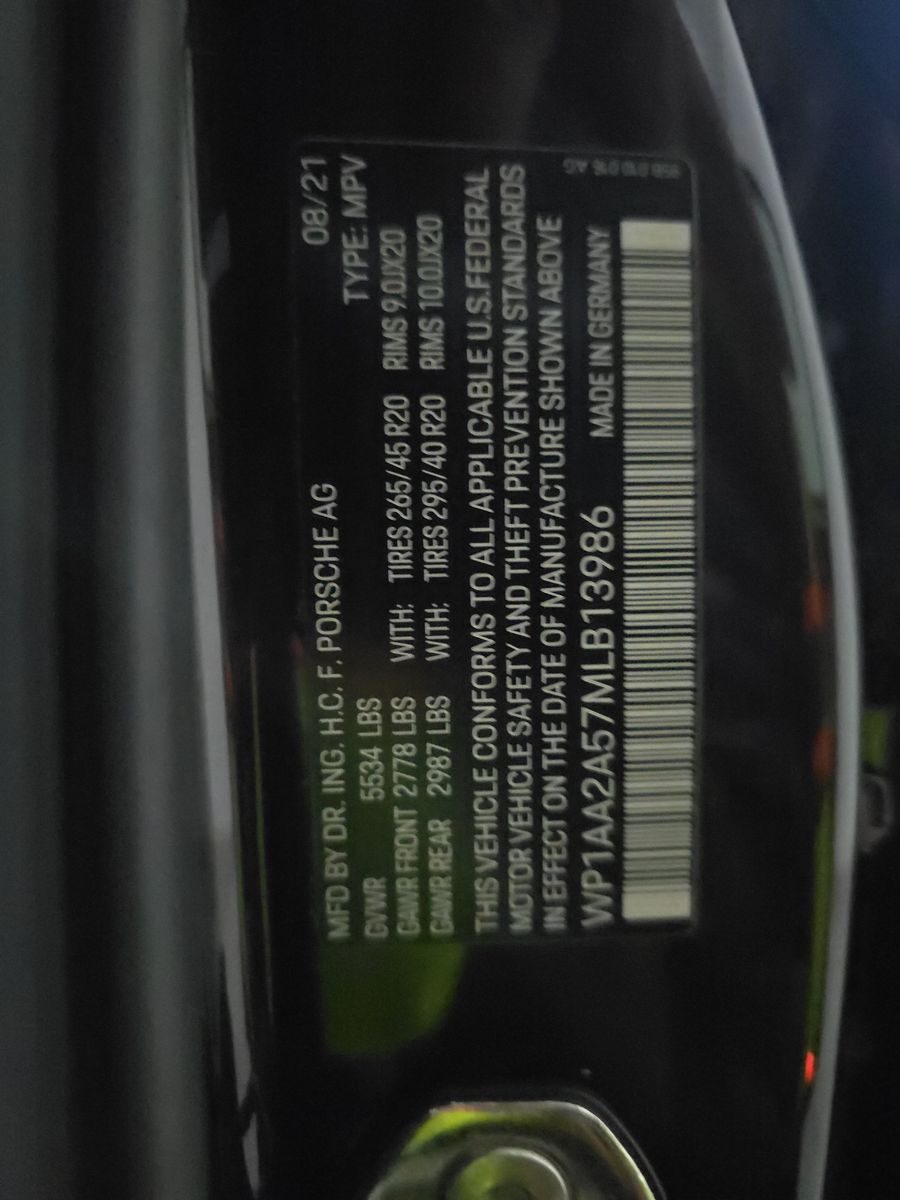 08/21
MFD BY DR. ING. H.C. F. PORSCHE AG TYPE: MPV
GVWR 5534 LBS
GAWR FRONT 2778 LBS WITH: TIRES 265/45 R20 RIMS 9.0JX20
GAWR REAR 2987 LBS WITH: TIRES 295/40 R20 RIMS 10.0JX20
THIS VEHICLE CONFORMS TO ALL APPLICABLE U.S.FEDERAL
MOTOR VEHICLE SAFETY AND THEFT PREVENTION STANDARDS
IN EFFECT ON THE DATE OF MANUFACTURE SHOWN ABOVE
WP1AA2A57MLB13986 MADE IN GERMANY